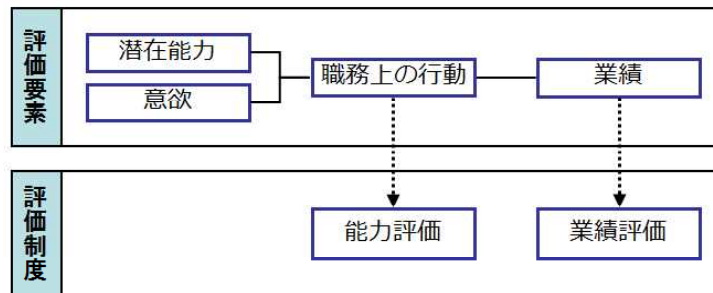 評価要素
潜在能力
意欲
職務上の行動
業績
評価制度
能力評価
業績評価